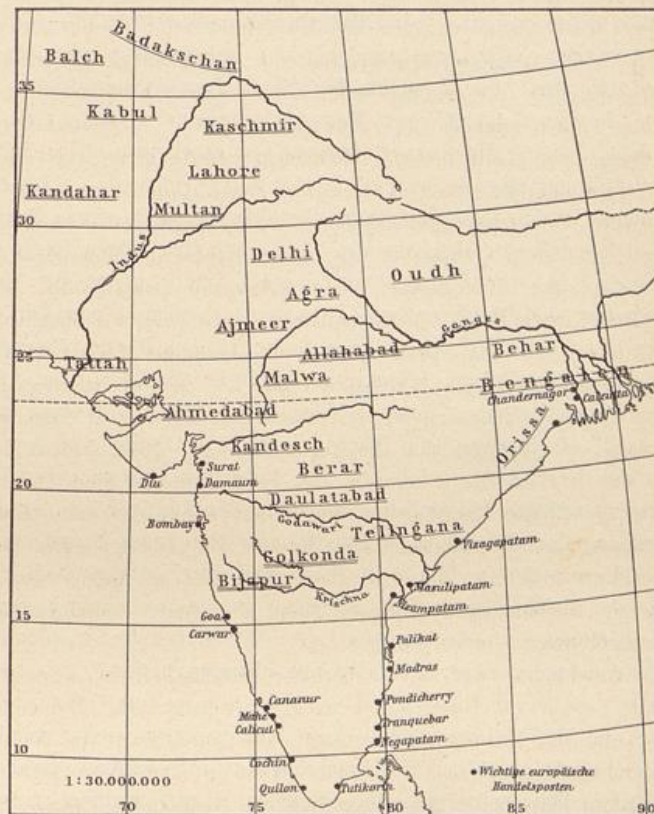 Badakschan
Balch
35
Kabul
Kaschmir
Lahore
Kandahar
Multan
30
Indus
Delhi
Oudh
Agra
Ajmeer
Ganges
25
Tattah
Allahabad
Behar
Malwa
Bengalen
Chandernagor
Calcutta
Ahmedabad
Orissa
Kandesch
Surat
Berar
Diu
Damaum
20
Daulatabad
Godawari
Telingana
Bombay
Vizagapatam
Golkonda
Bijapur
Masulipatam
Krischna
Nizampatam
Goa
15
Carwar
Palikat
Madras
Cananur
Pondicherry
Mahe
Calicut
Tranquebar
Negapatam
10
Cochin
1:30.000.000
Quilon
Tutikorin
Wichtige europäische
Handelsposten
70
75
80
85
90